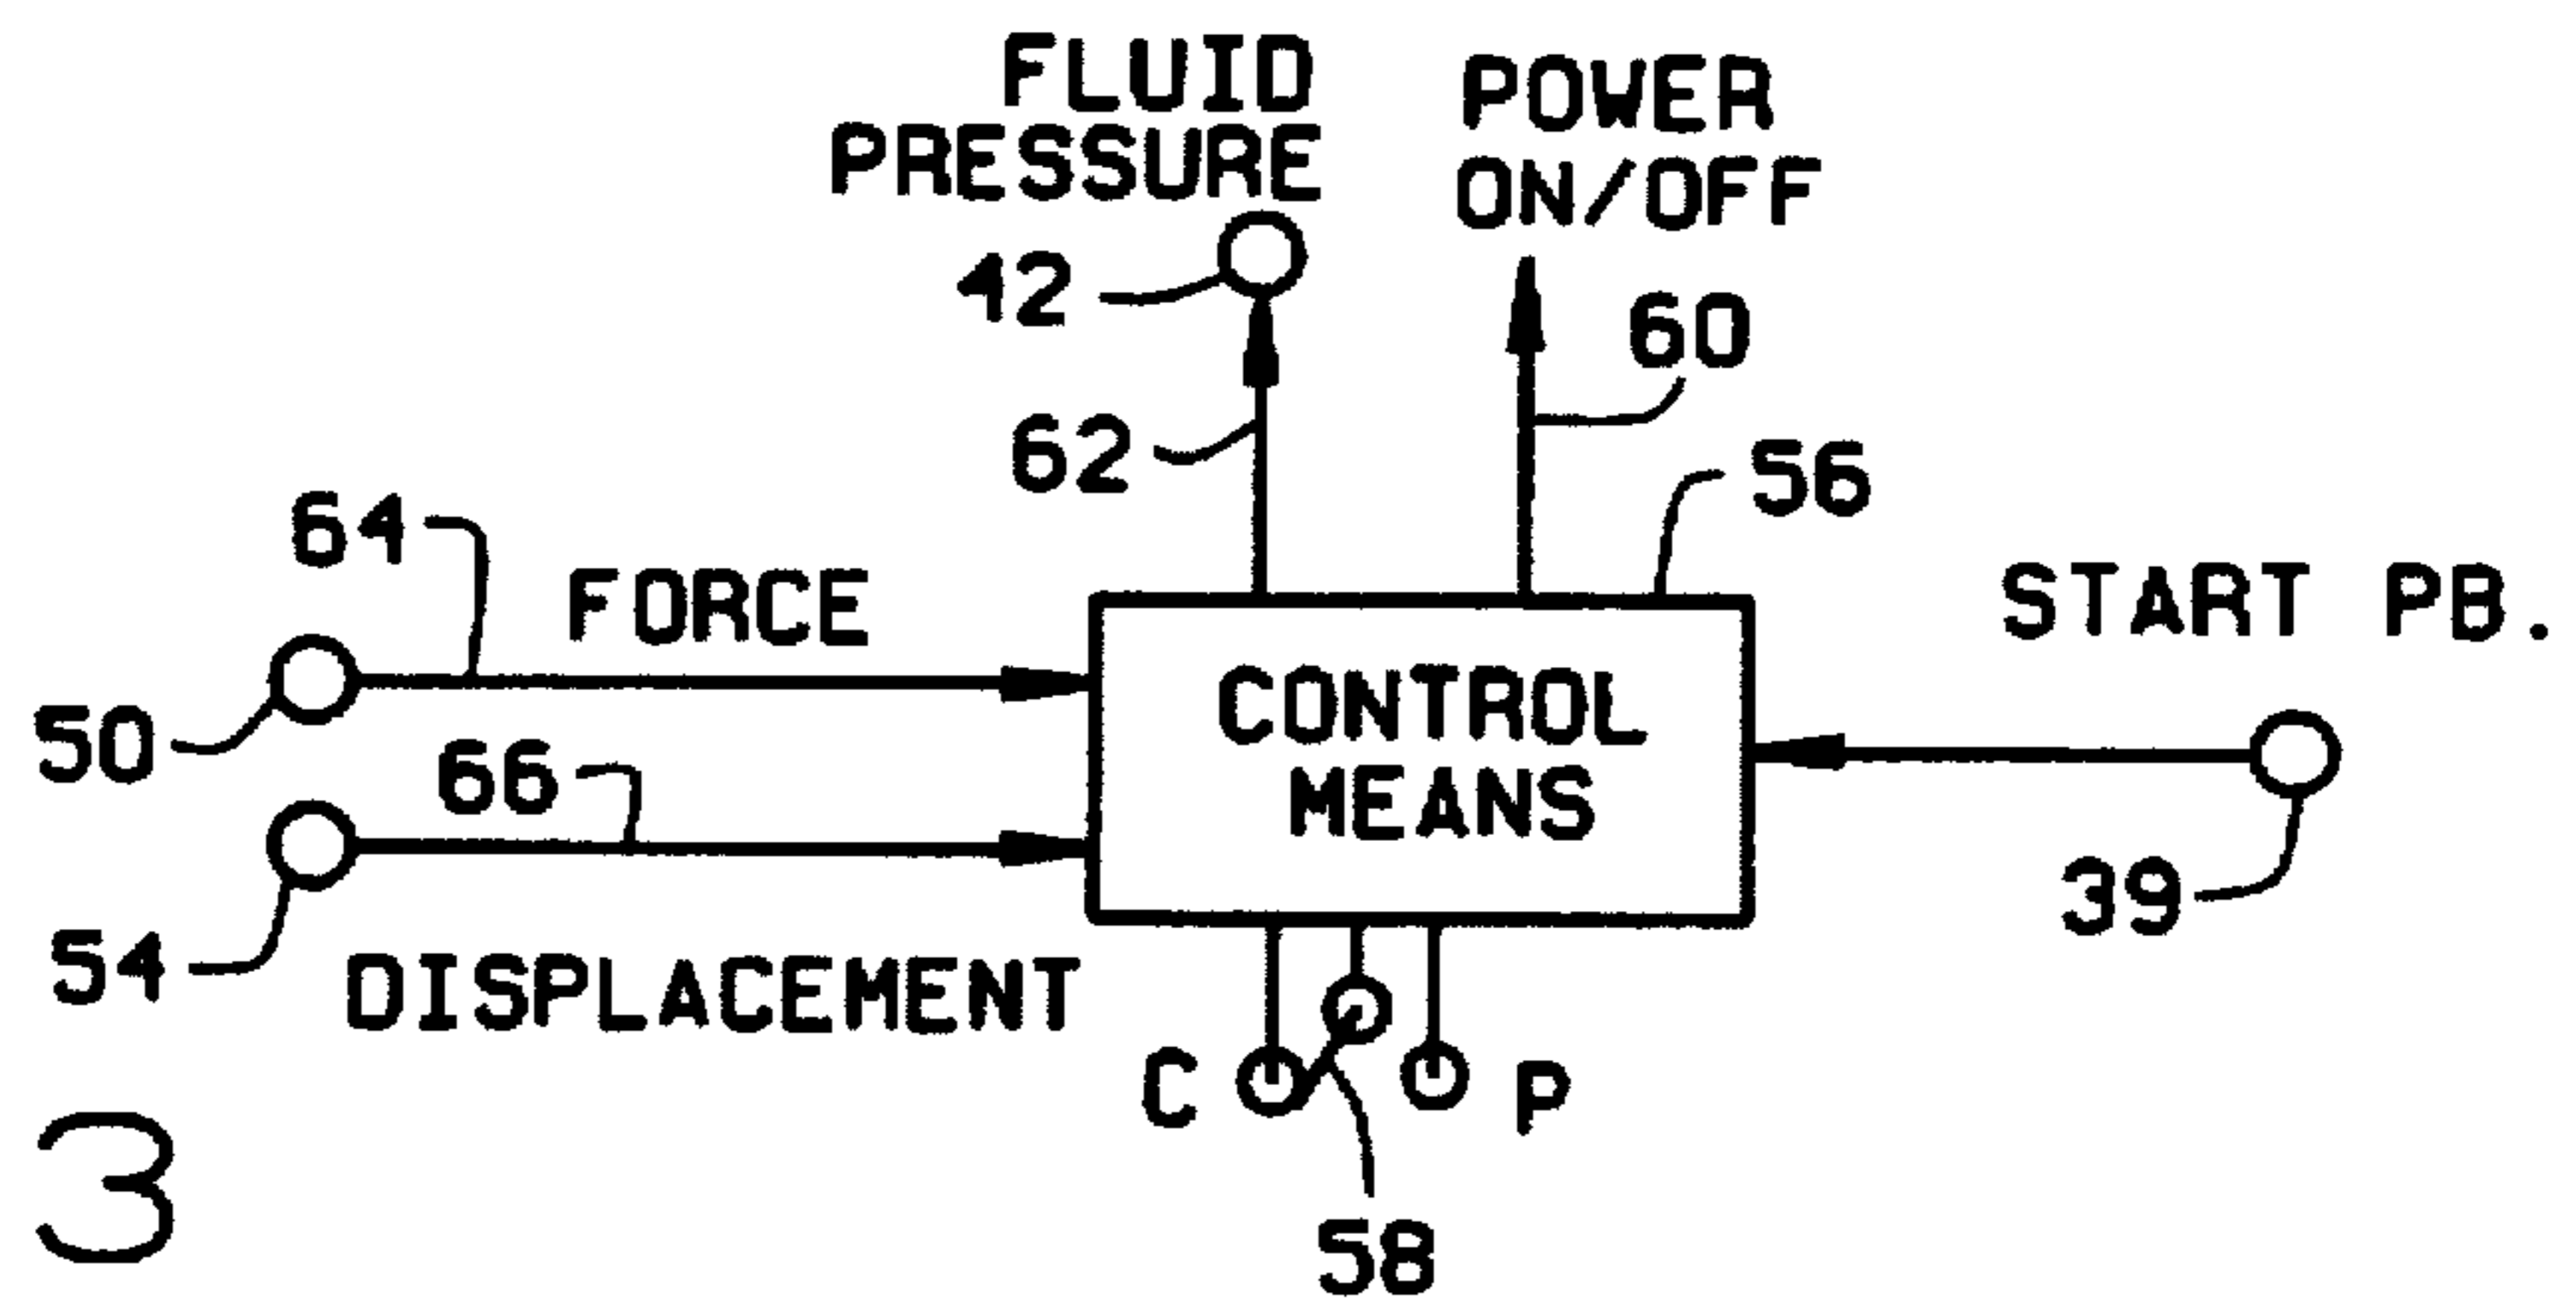 FLUID
PRESSURE
POWER
ON/OFF
42
60
62
56
64
FORCE
START PB.
50
CONTROL
MEANS
66
39
54
DISPLACEMENT
C
P
58
3